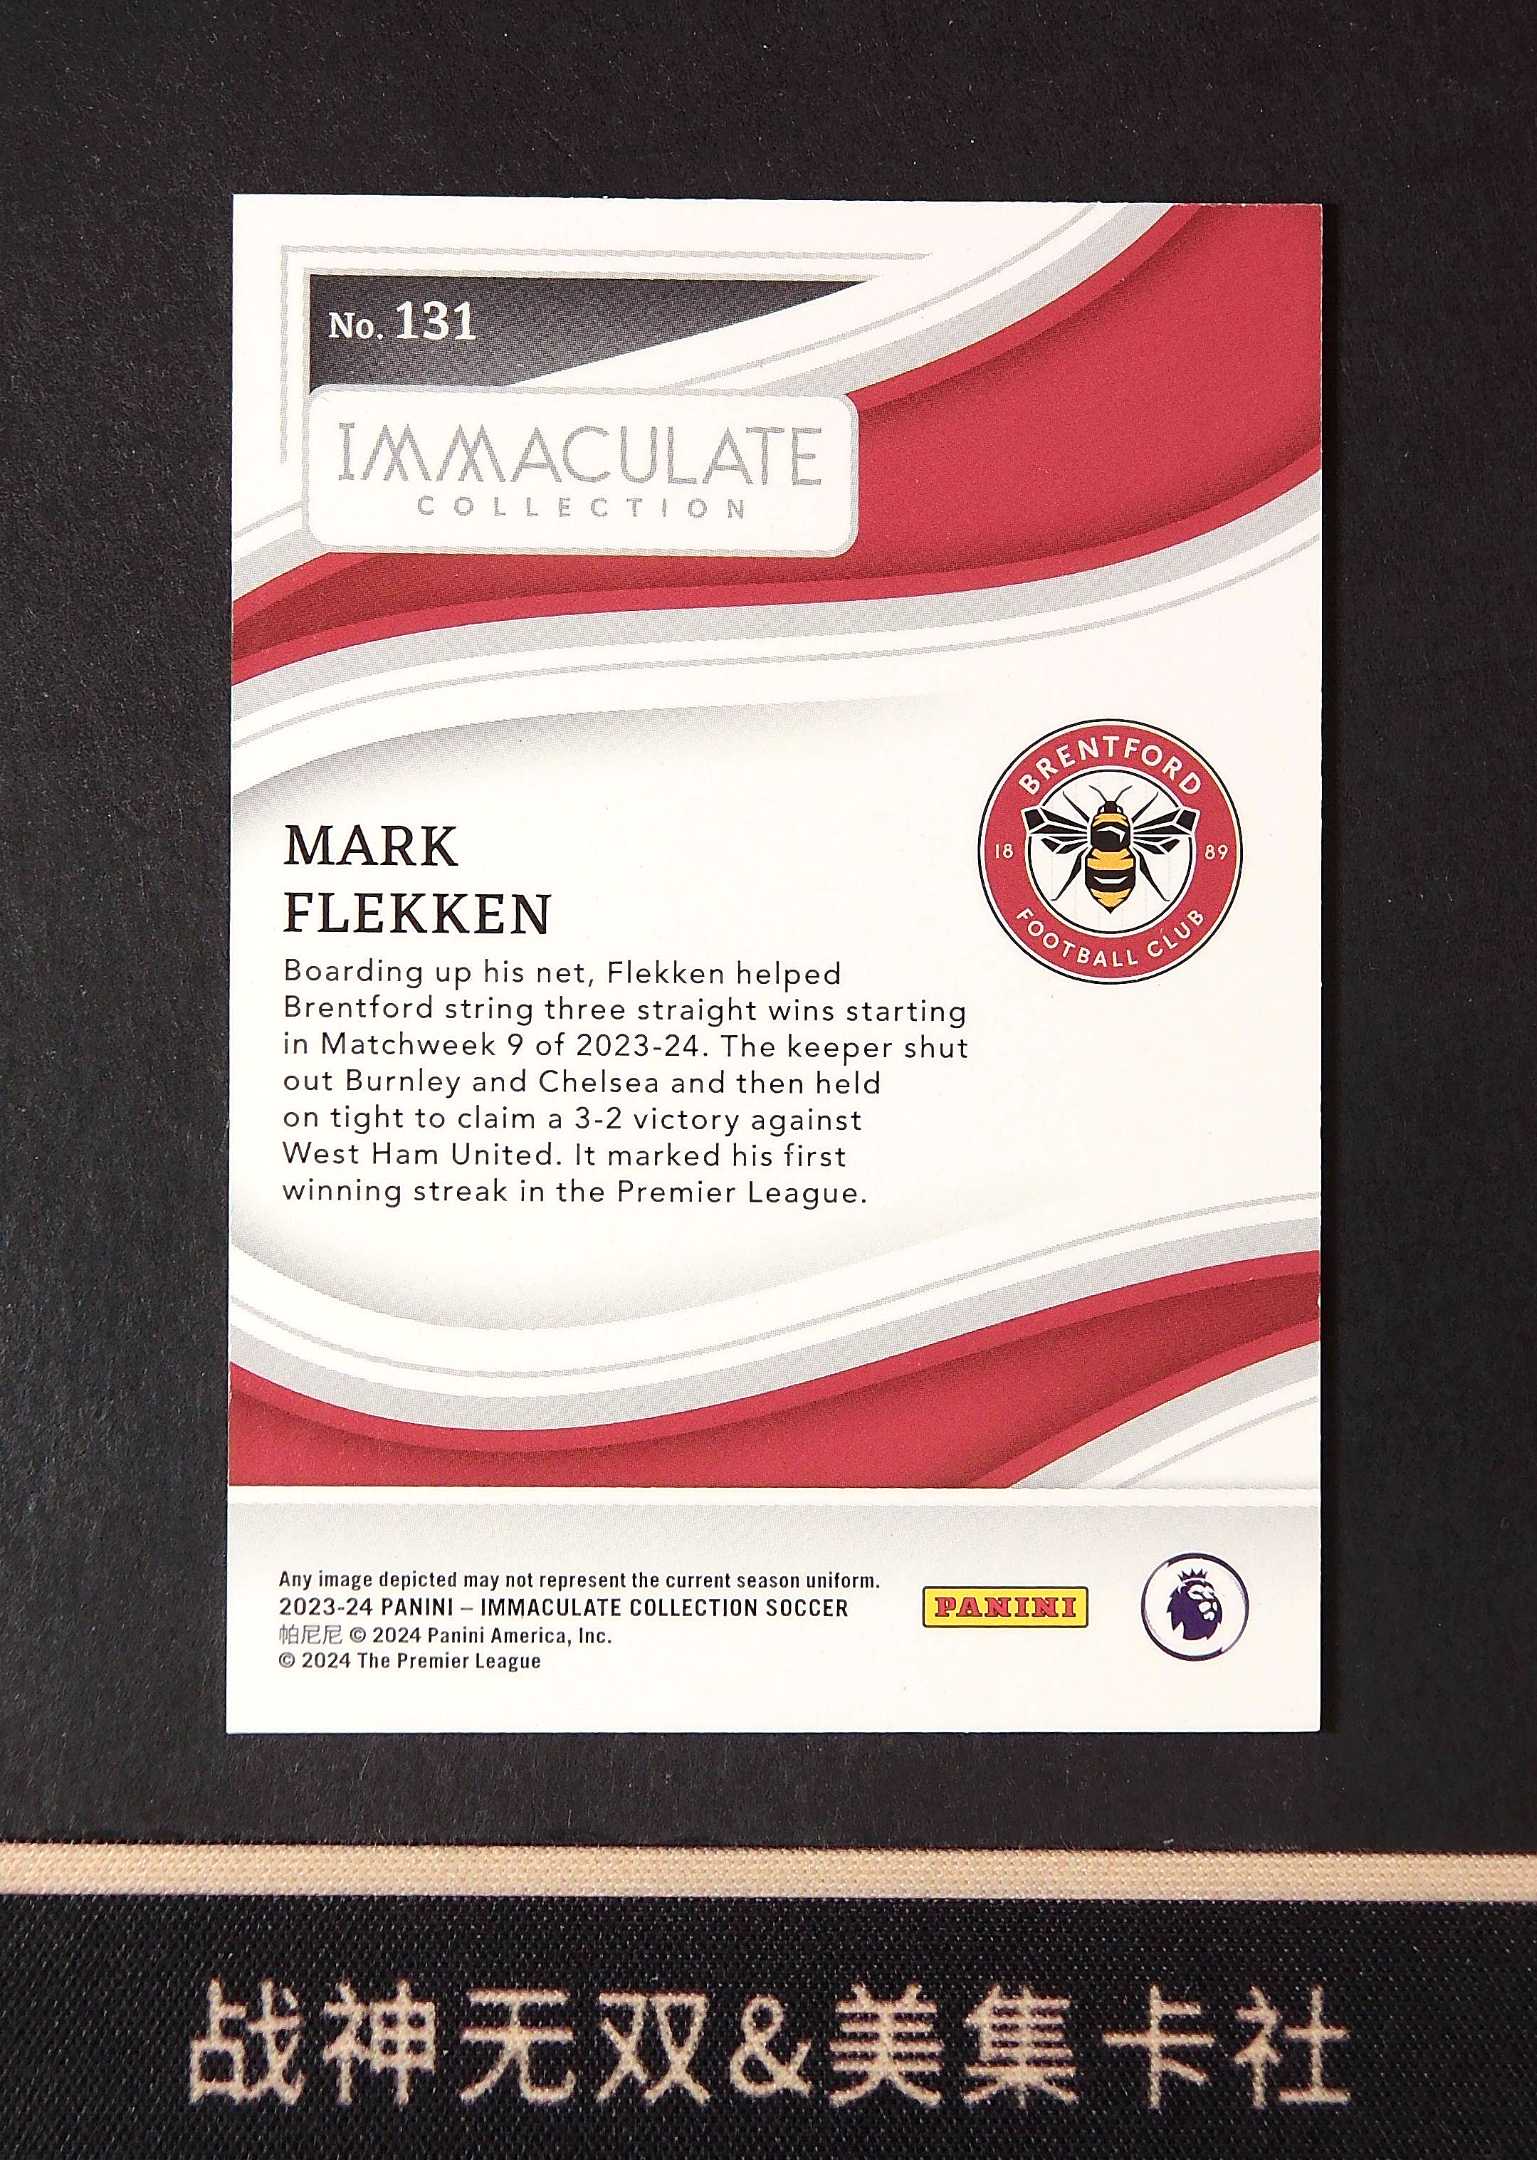 No. 131
IMMACULATE
COLLECTION
BRENTFORD
18 89
FOOTBALL CLUB
MARK
FLEKKEN
Boarding up his net, Flekken helped
Brentford string three straight wins starting
in Matchweek 9 of 2023-24. The keeper shut
out Burnley and Chelsea and then held
on tight to claim a 3-2 victory against
West Ham United. It marked his first
winning streak in the Premier League.
Any image depicted may not represent the current season uniform.
2023-24 PANINI – IMMACULATE COLLECTION SOCCER
帕尼尼 © 2024 Panini America, Inc.
© 2024 The Premier League
PANINI
战神无双&美集卡社